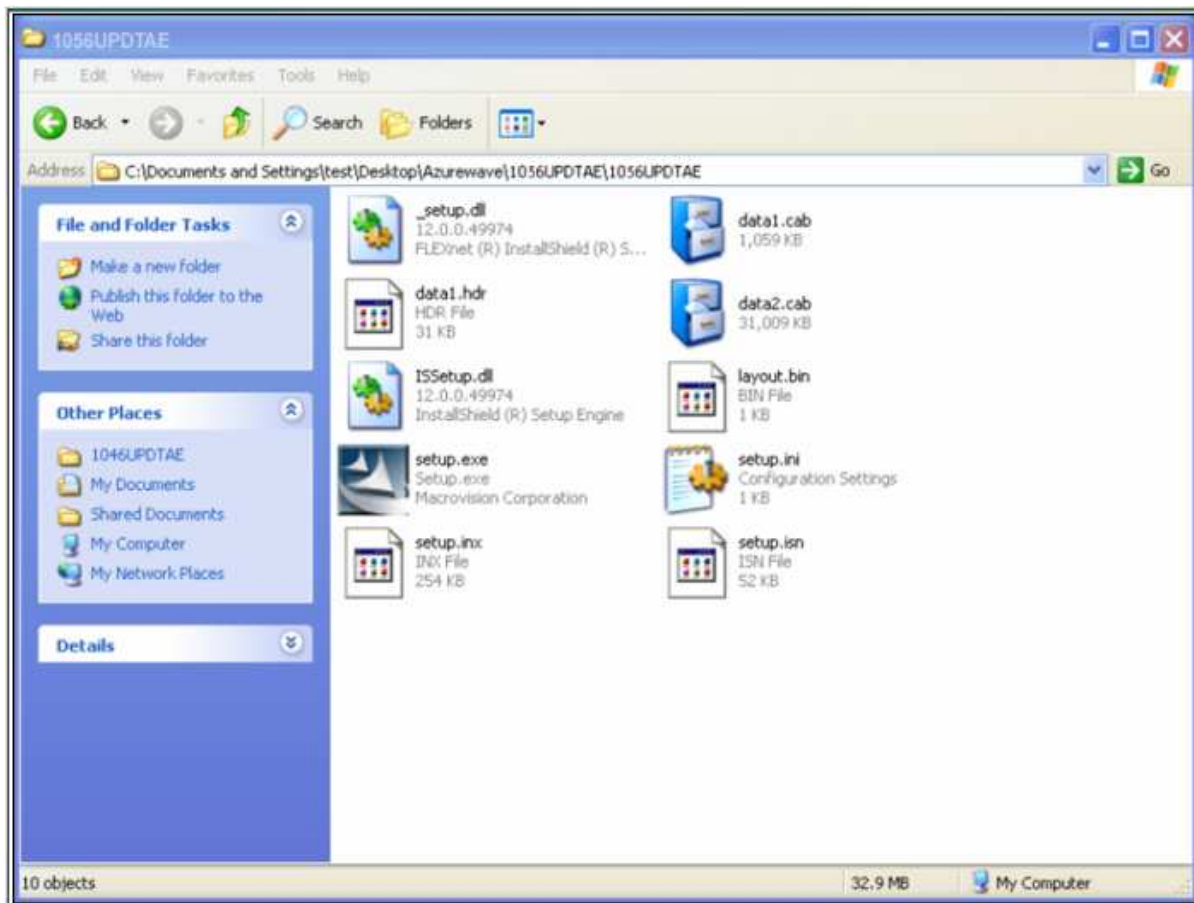 1056UPDTAE
File Edit View Favorites Tools Help
Back Search Folders
Address C:\Documents and Settings\test\Desktop\Azurewave\1056UPDTAE\1056UPDTAE Go
File and Folder Tasks
Make a new folder
Publish this folder to the
Web
Share this folder
Other Places
1046UPDTAE
My Documents
Shared Documents
My Computer
My Network Places
Details
_setup.dll
12.0.0.49974
FLEXnet (R) InstallShield (R) S...
data1.cab
1,059 KB
data1.hdr
HDR File
31 KB
data2.cab
31,009 KB
ISSetup.dll
12.0.0.49974
InstallShield (R) Setup Engine
layout.bin
BIN File
1 KB
setup.exe
Setup.exe
Macrovision Corporation
setup.ini
Configuration Settings
1 KB
setup.inx
INX File
254 KB
setup.isn
ISN File
52 KB
10 objects
32.9 MB
My Computer